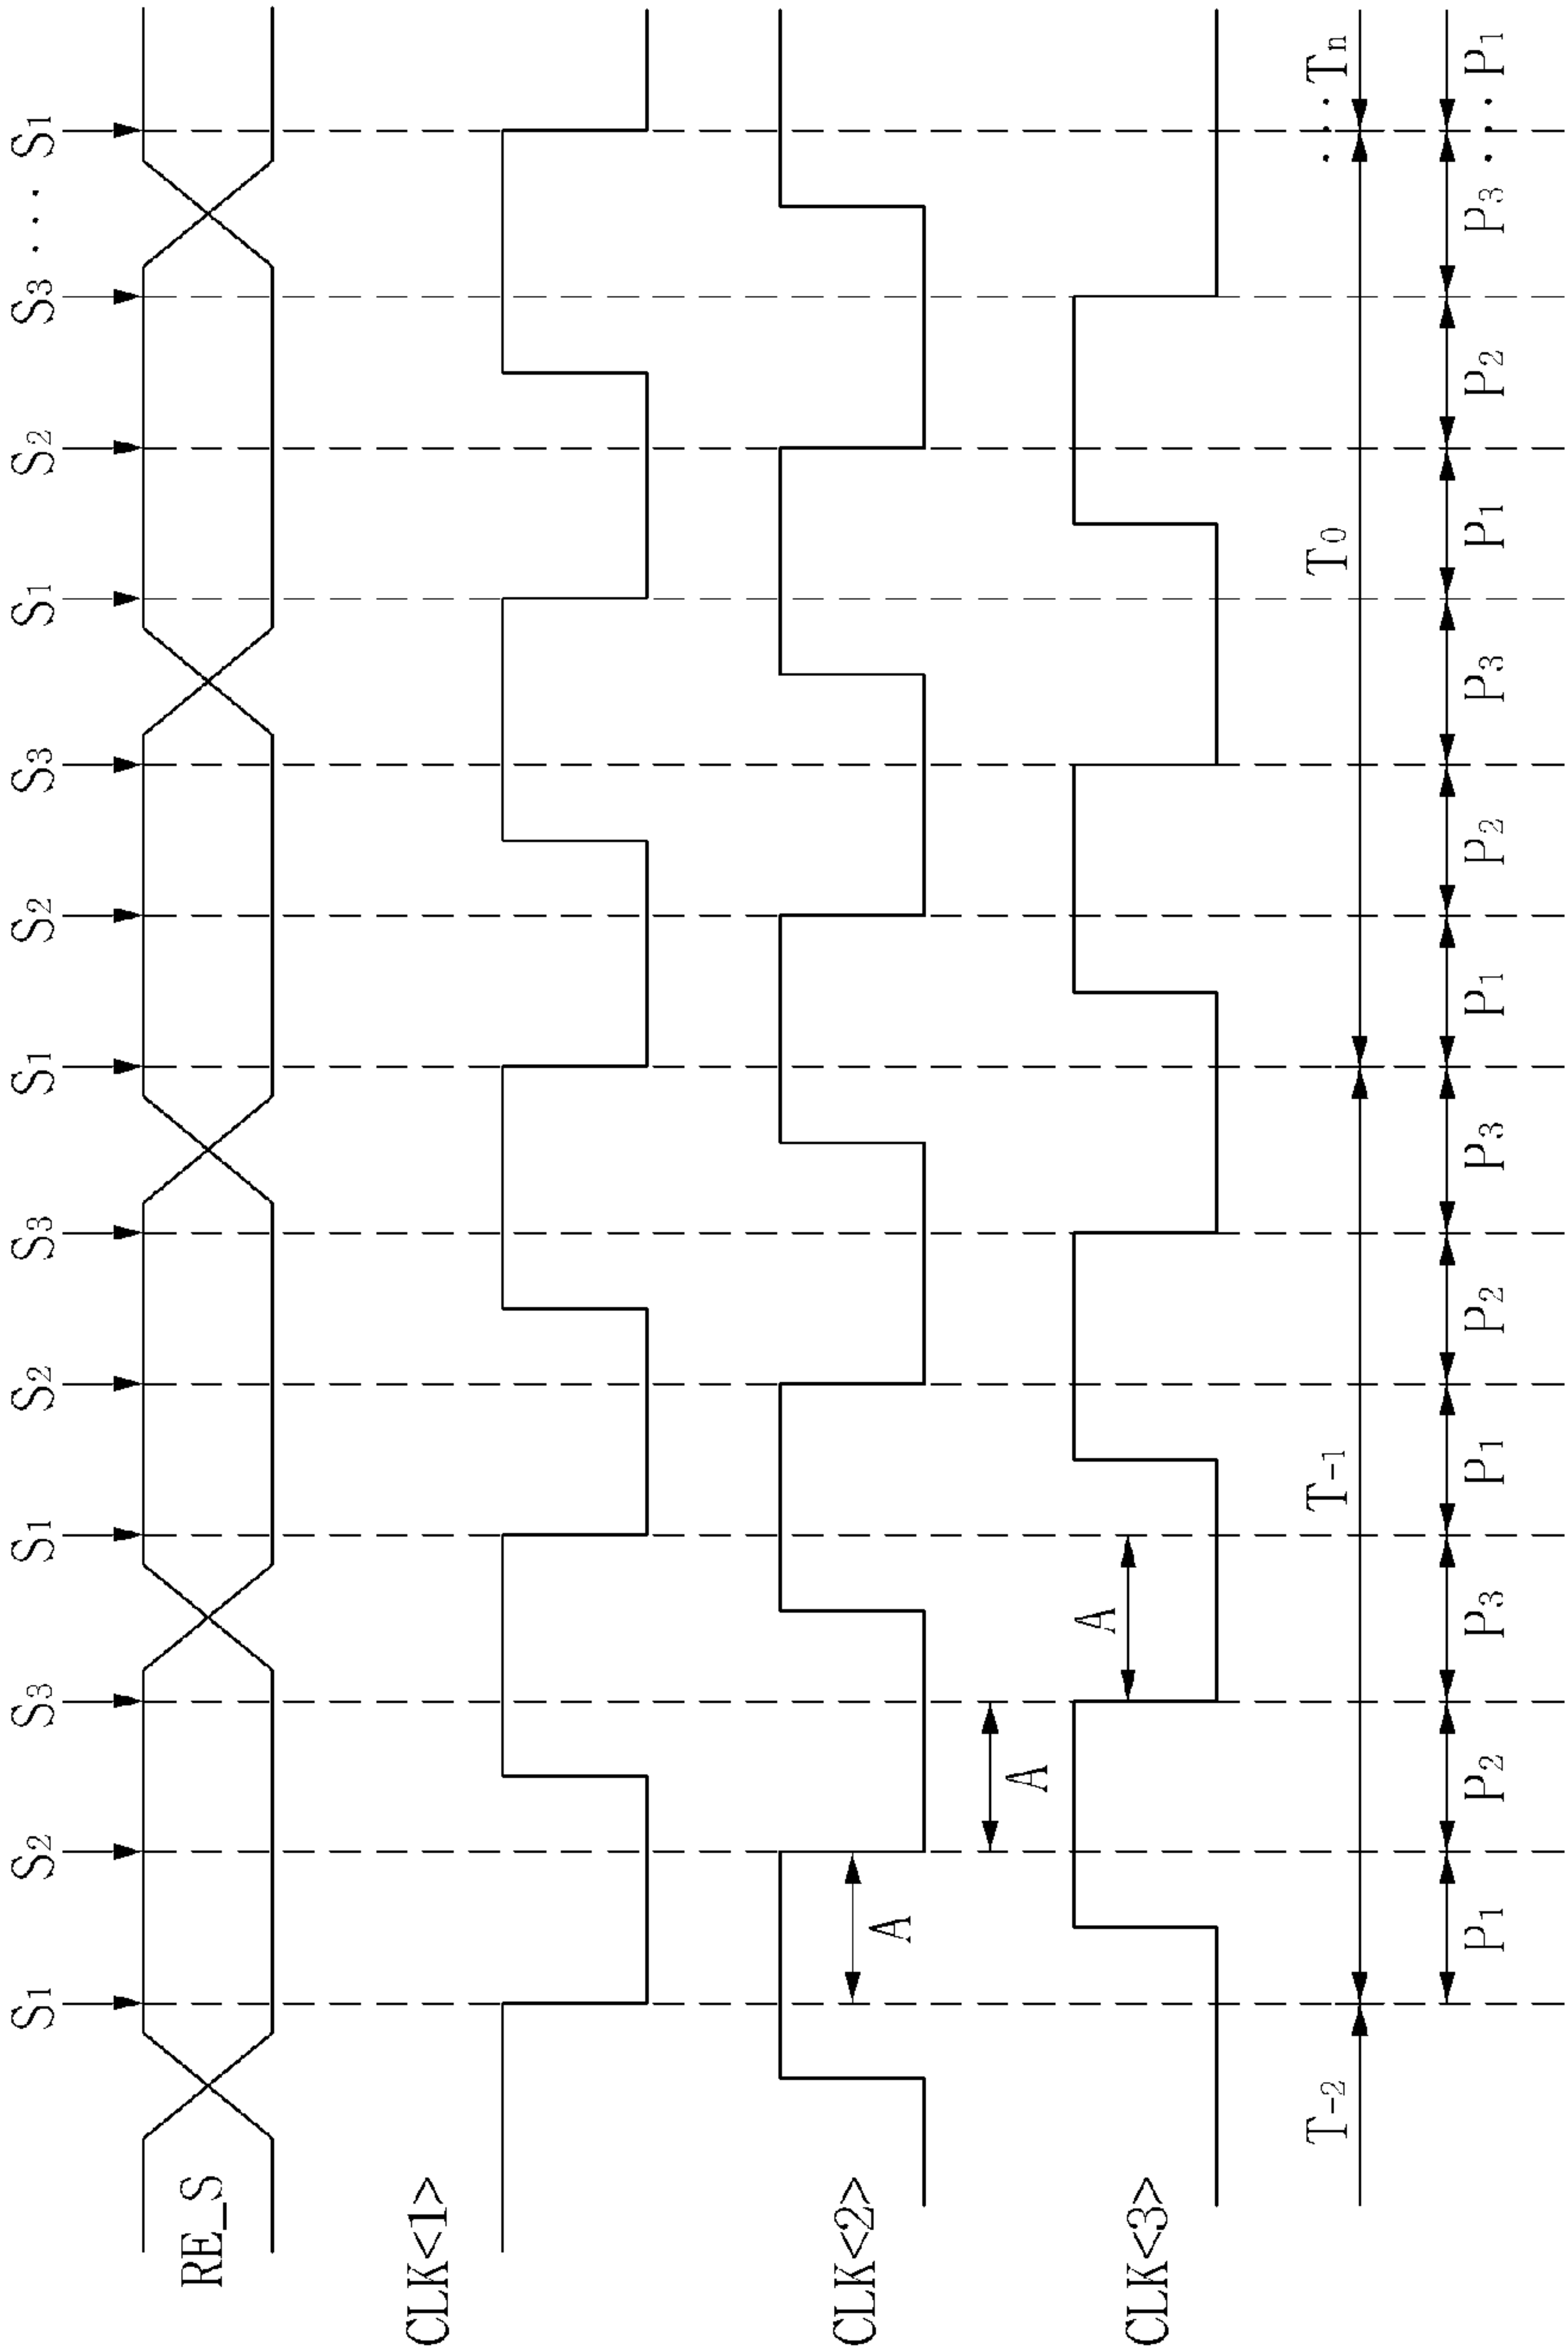 S1 S2 S3 S1 S2 S3 S1 S2 S3 S1 S2 S3 ... S1
RE_S
CLK<1>
CLK<2>
A
A
CLK<3>
A
T-2 T-1 T0 ...Tn
P1 P2 P3 P1 P2 P3 P1 P2 P3 P1 P2 P3 ... P1